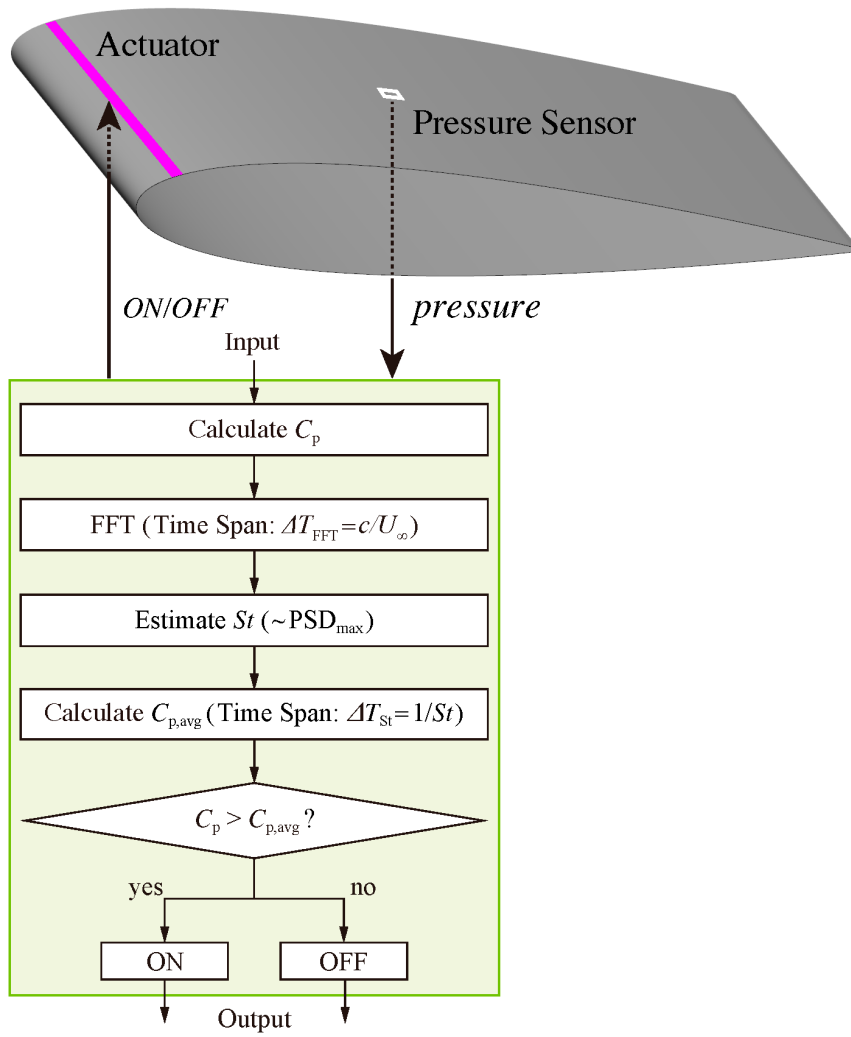 Actuator
Pressure Sensor
ON/OFF
pressure
Input
Calculate Cp
FFT (Time Span: ΔTFFT=c/U∞)
Estimate St (~PSDmax)
Calculate Cp,avg (Time Span: ΔTSt=1/St)
Cp > Cp,avg ?
yes
no
ON
OFF
Output